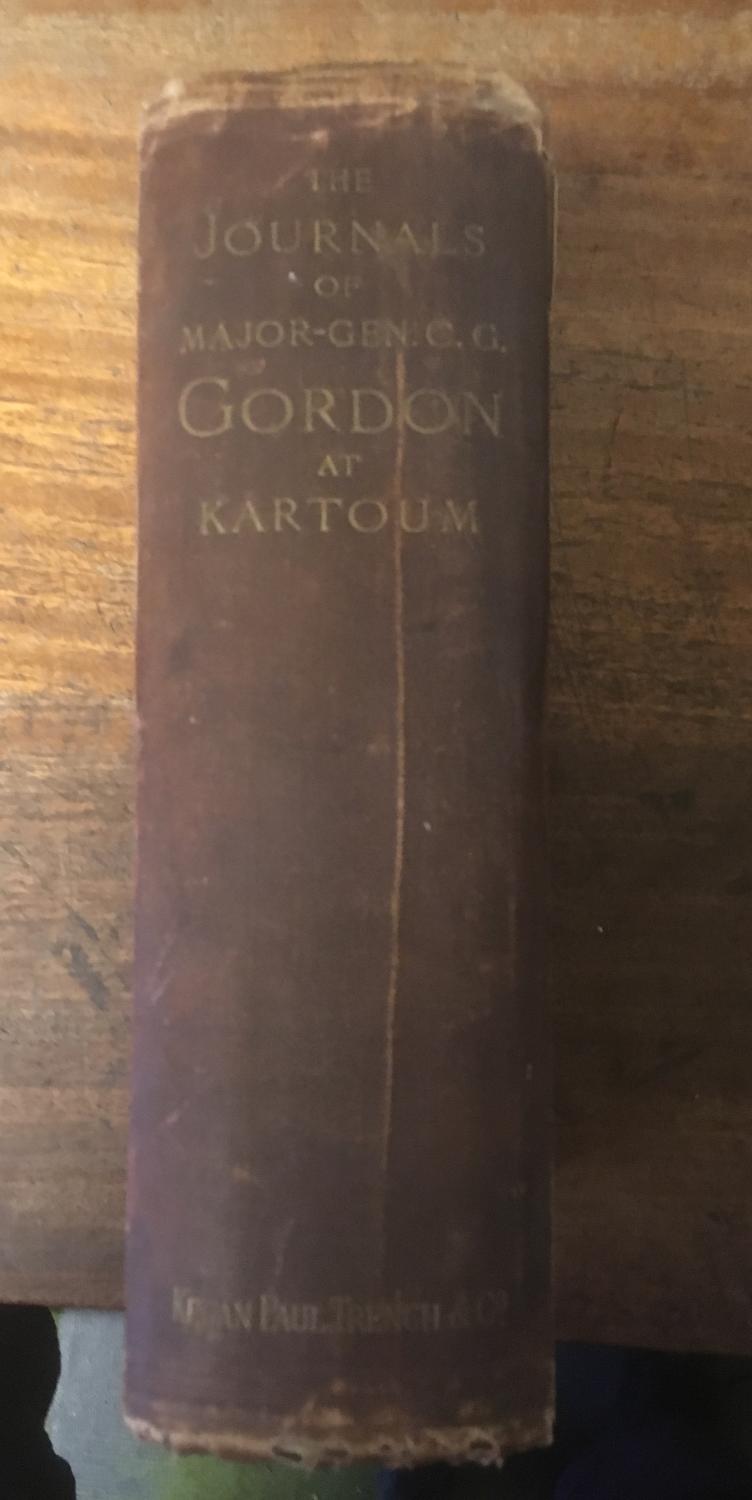 THE
JOURNALS
OF
MAJOR-GEN: C. G.
GORDON
AT
KARTOUM
KEGAN PAUL, TRENCH & Cº